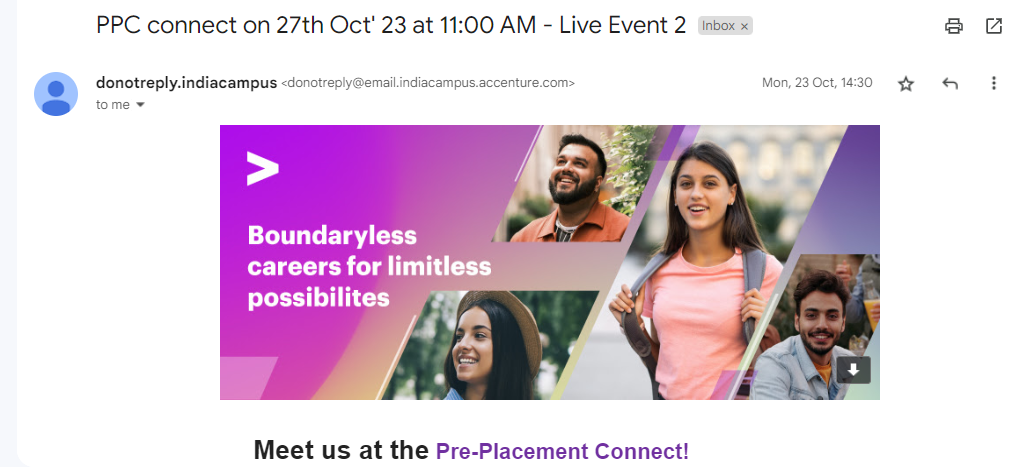 PPC connect on 27th Oct' 23 at 11:00 AM - Live Event 2 Inbox ×
donotreply.indiacampus <donotreply@email.indiacampus.accenture.com> Mon, 23 Oct, 14:30
to me
Boundaryless
careers for limitless
possibilites
Meet us at the Pre-Placement Connect!